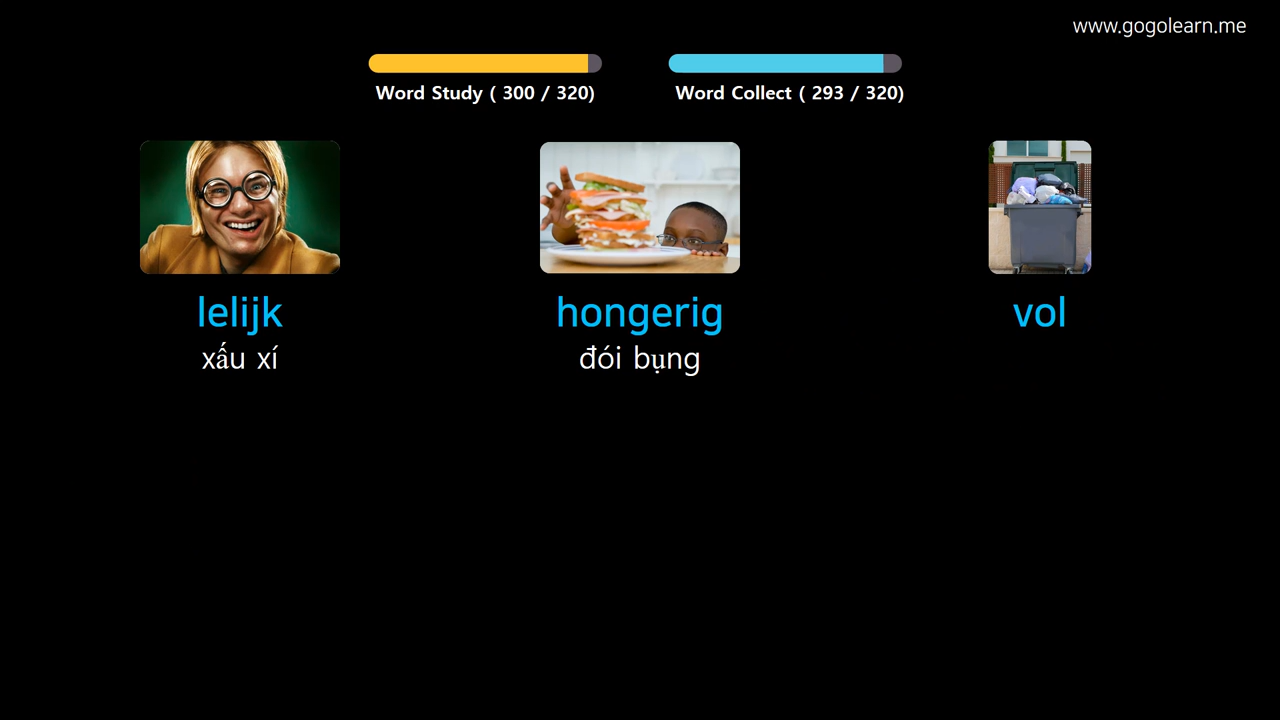 www.gogolearn.me
Word Study ( 300 / 320)
Word Collect ( 293 / 320)
lelijk
hongerig
vol
xấu xí
đói bụng